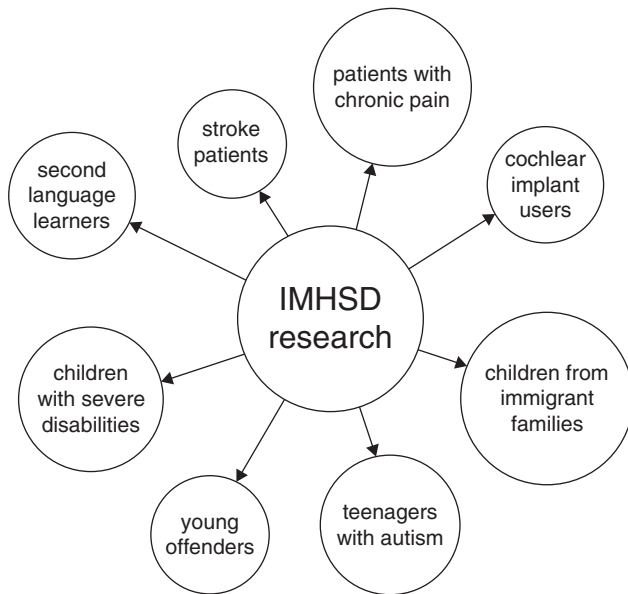 patients with
chronic pain
stroke
patients
cochlear
implant
users
second
language
learners
IMHSD
research
children
with severe
disabilities
children from
immigrant
families
young
offenders
teenagers
with autism